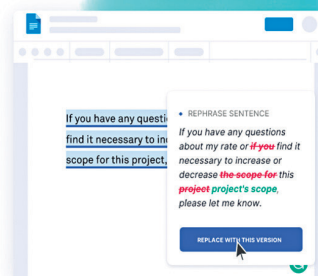 If you have any questi
find it necessary to in
scope for this project,
REPHRASE SENTENCE
If you have any questions
about my rate or if you find it
necessary to increase or
decrease the scope for this
project project's scope,
please let me know.
REPLACE WITH THIS VERSION